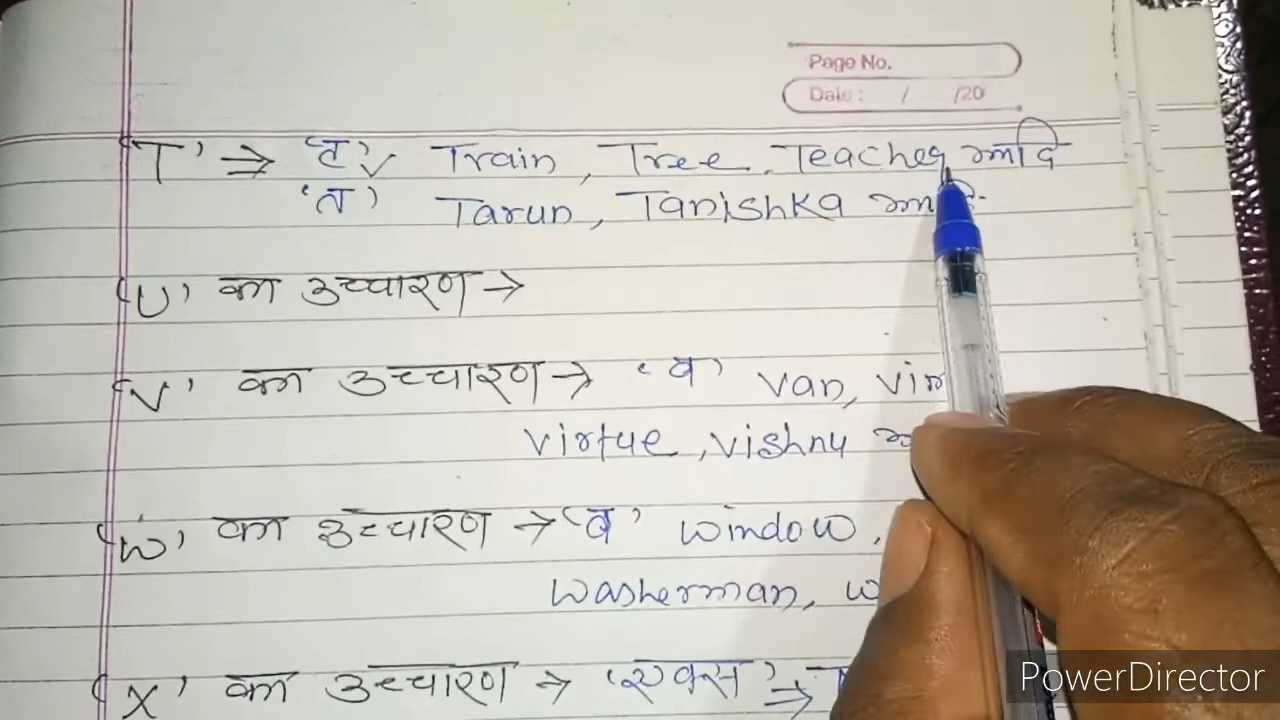 Page No.
Date : / /20
'T' ⇒ 'ट'✓ Train, Tree, Teacher आदि
'त' Tarun, Tanishka
'U' का उच्चारण →
'V' का उच्चारण → 'व' Van,
Virtue, Vishnu
'W' का उच्चारण → 'व' Window,
Washerman,
'X' का उच्चारण → 'एक्स' ⇒
PowerDirector